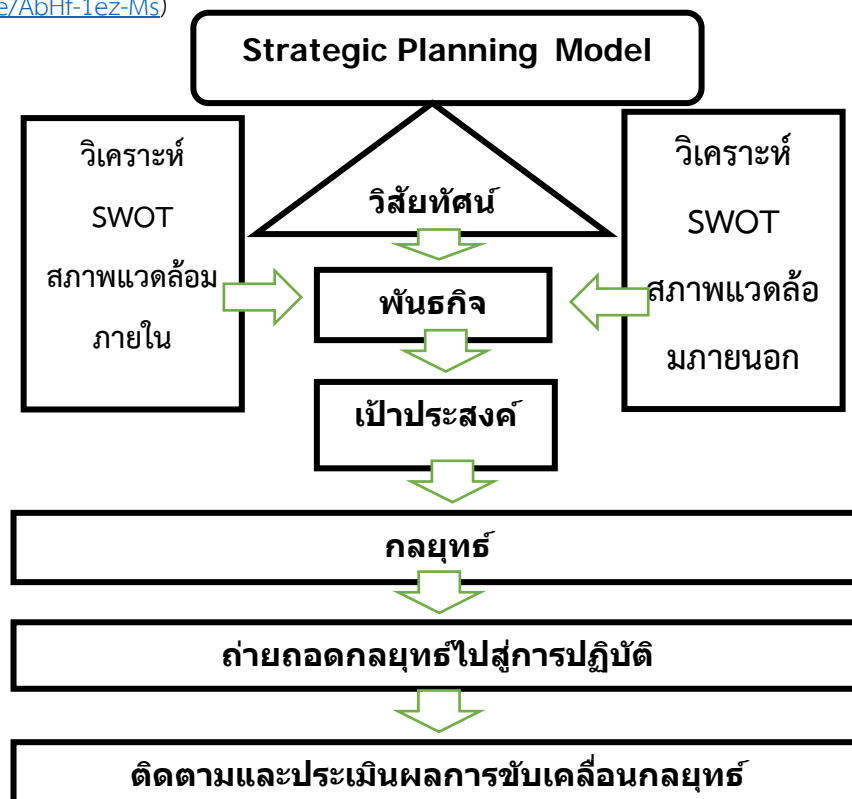 e/AbHf-1ez-Ms)
Strategic Planning Model
วิเคราะห์
SWOT
สภาพแวดล้อม
ภายใน
วิสัยทัศน์
พันธกิจ
เป้าประสงค์
วิเคราะห์
SWOT
สภาพแวดล้อ
มภายนอก
กลยุทธ์
ถ่ายถอดกลยุทธ์ไปสู่การปฏิบัติ
ติดตามและประเมินผลการขับเคลื่อนกลยุทธ์